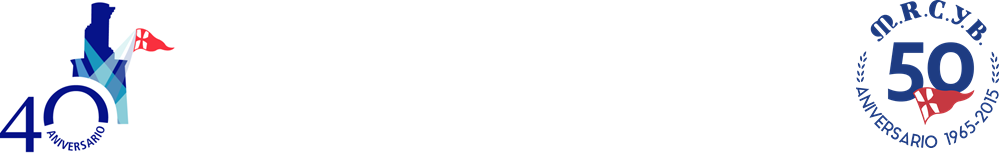 40
ANIVERSARIO
M.R.C.Y.B.
50
ANIVERSARIO 1965-2015